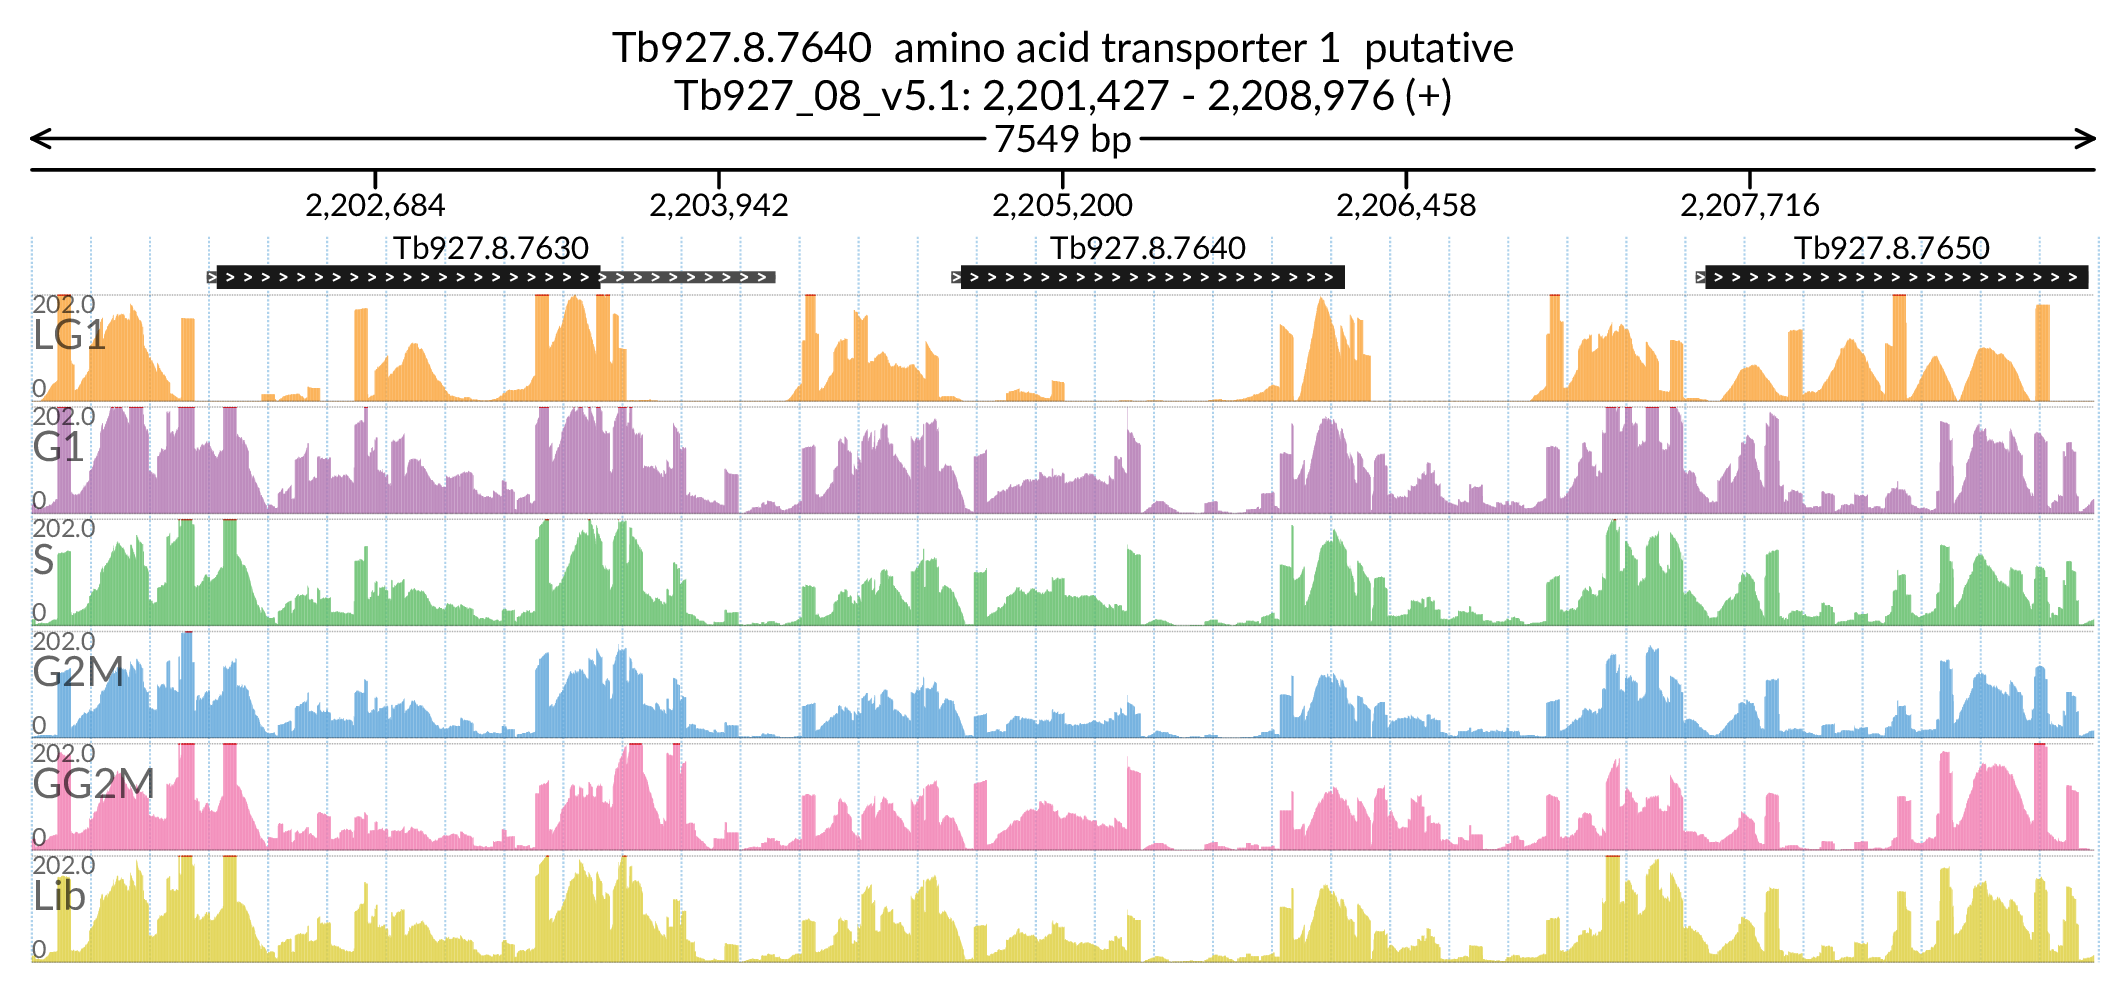 Tb927.8.7640  amino acid transporter 1  putative
Tb927_08_v5.1: 2,201,427 - 2,208,976 (+)
7549 bp
2,202,684 2,203,942 2,205,200 2,206,458 2,207,716
Tb927.8.7630 Tb927.8.7640 Tb927.8.7650
202.0
LG1
0
202.0
G1
0
202.0
S
0
202.0
G2M
0
202.0
GG2M
0
202.0
Lib
0